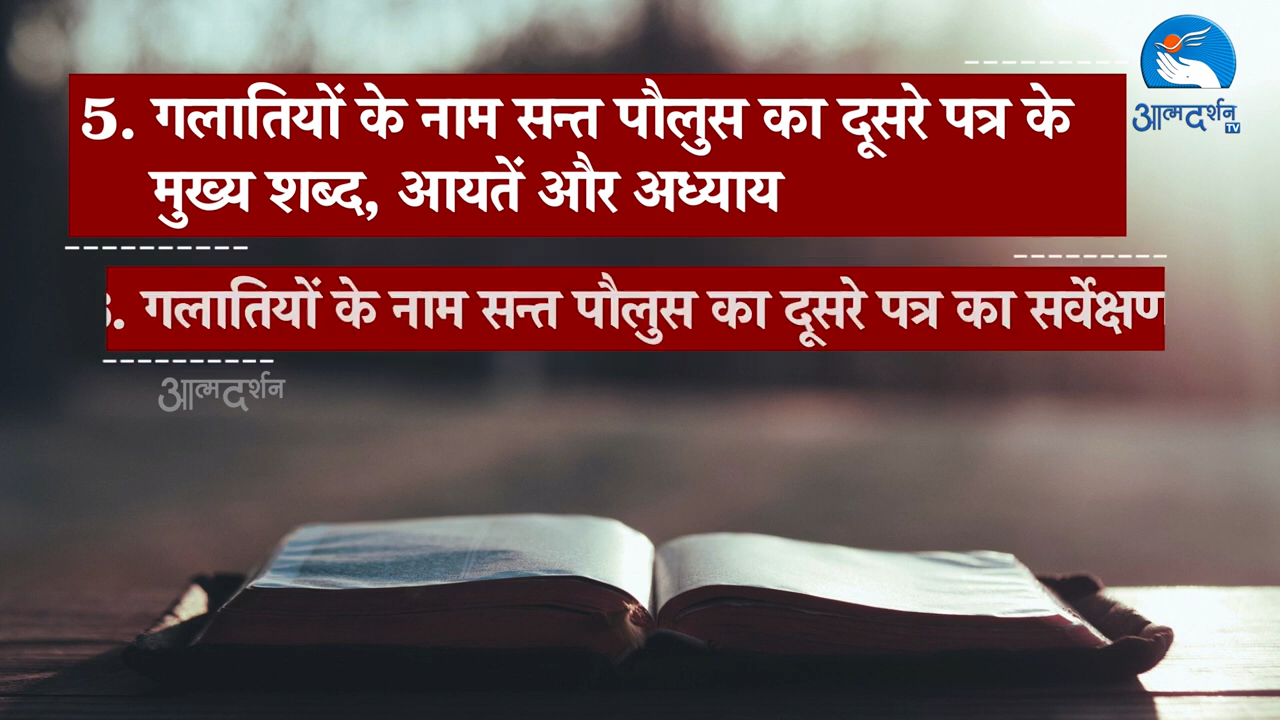 5. गलातियों के नाम सन्त पौलुस का दूसरे पत्र के
मुख्य शब्द, आयतें और अध्याय
गलातियों के नाम सन्त पौलुस का दूसरे पत्र का सर्वेक्षण
आत्मदर्शन
आत्मदर्शन
TV